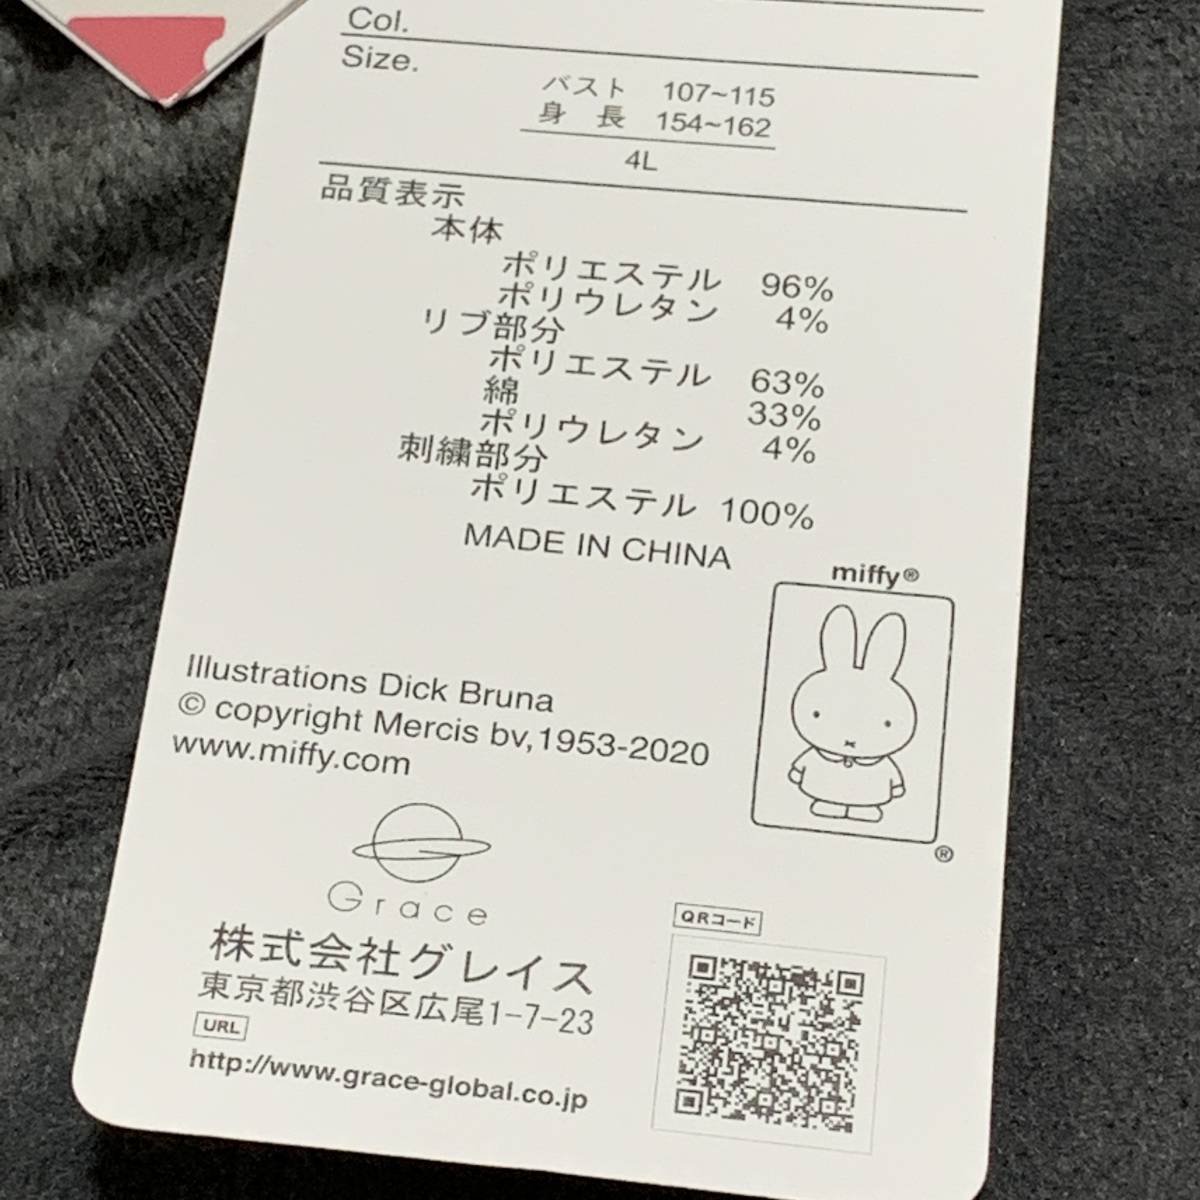 Col.
Size.
バスト 107~115
身長 154~162
4L
品質表示
本体
ポリエステル 96%
ポリウレタン 4%
リブ部分
ポリエステル 63%
綿 33%
ポリウレタン 4%
刺繍部分
ポリエステル 100%
MADE IN CHINA
miffy®
®
Illustrations Dick Bruna
© copyright Mercis bv,1953-2020
www.miffy.com
Grace
株式会社グレイス
東京都渋谷区広尾1-7-23
URL
http://www.grace-global.co.jp
QRコード